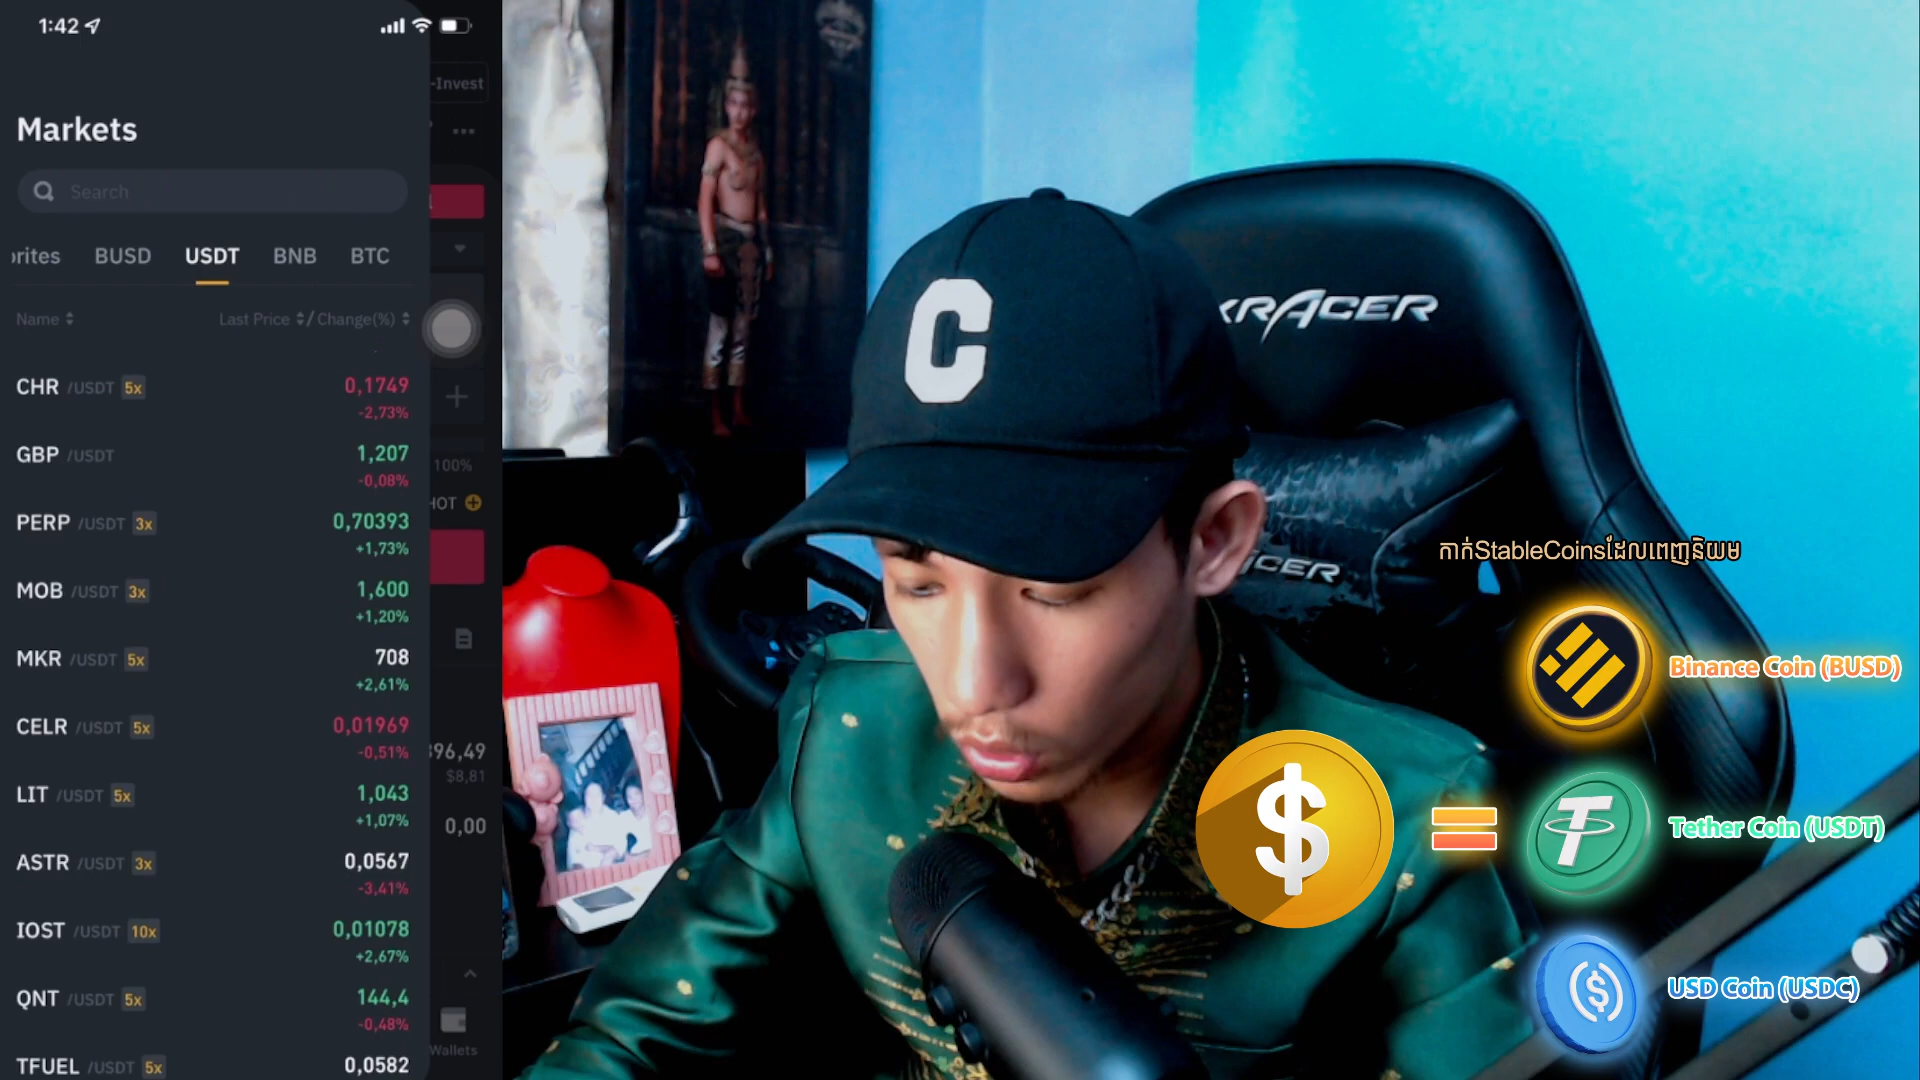 1:42
-Invest
Markets
Search
orites BUSD USDT BNB BTC
Name Last Price / Change(%)
CHR /USDT 5x 0,1749
-2,73%
GBP /USDT 1,207
-0,08%
100%
HOT
PERP /USDT 3x 0,70393
+1,73%
MOB /USDT 3x 1,600
+1,20%
MKR /USDT 5x 708
+2,61%
CELR /USDT 5x 0,01969
-0,51%
396,49
$8,81
LIT /USDT 5x 1,043
+1,07%
0,00
ASTR /USDT 3x 0,0567
-3,41%
IOST /USDT 10x 0,01078
+2,67%
QNT /USDT 5x 144,4
-0,48%
Wallets
TFUEL /USDT 5x 0,0582
C
XRACER
CER
កាក់StableCoinsដែលពេញនិយម
Binance Coin (BUSD)
$
=
Tether Coin (USDT)
USD Coin (USDC)